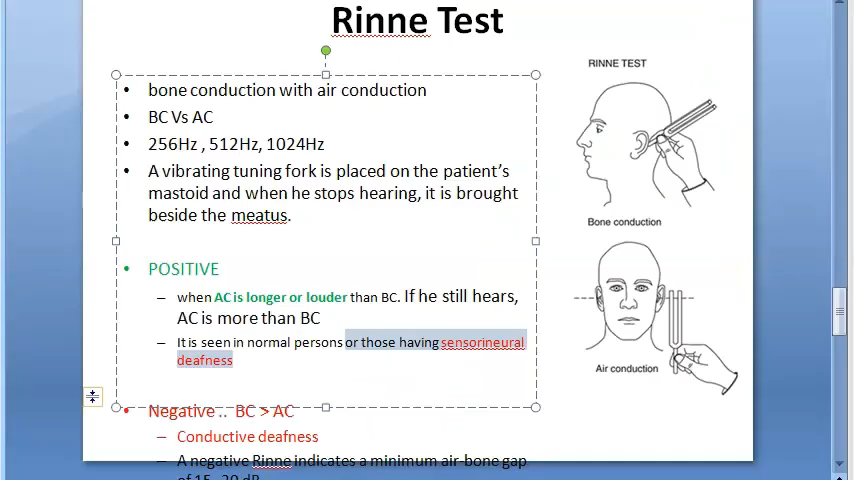 Rinne Test
• bone conduction with air conduction
• BC Vs AC
• 256Hz , 512Hz, 1024Hz
• A vibrating tuning fork is placed on the patient's
mastoid and when he stops hearing, it is brought
beside the meatus.
• POSITIVE
– when AC is longer or louder than BC. If he still hears,
AC is more than BC
– It is seen in normal persons or those having sensorineural
deafness
• Negative .. BC > AC
– Conductive deafness
– A negative Rinne indicates a minimum air-bone gap
of 15–20 dB
RINNE TEST
Bone conduction
Air conduction